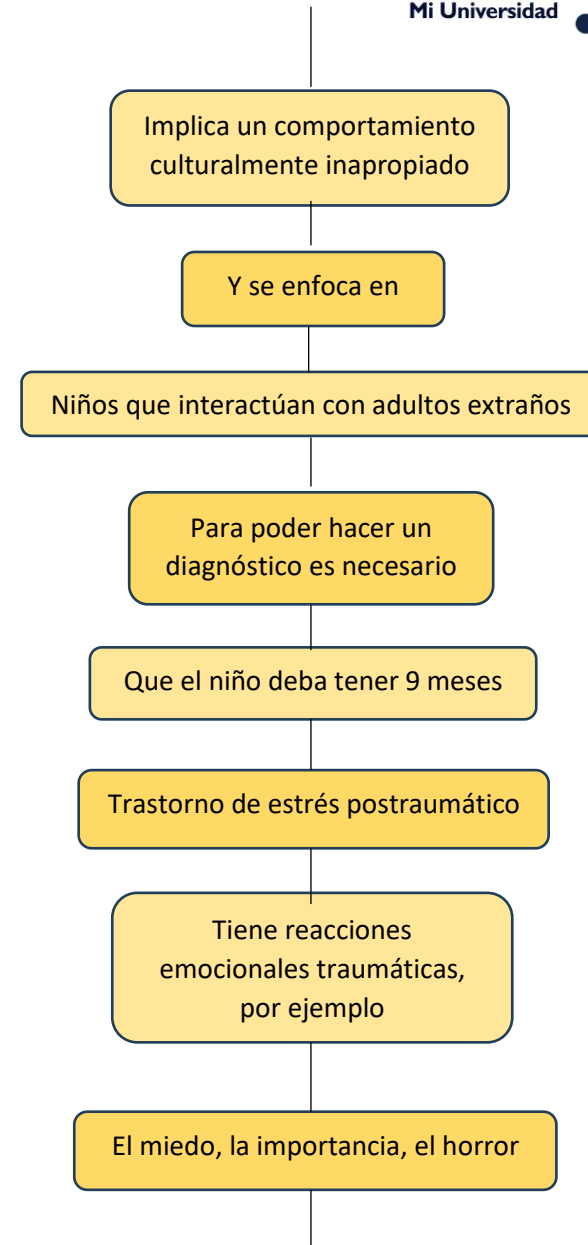 Mi Universidad
Implica un comportamiento
culturalmente inapropiado
Y se enfoca en
Niños que interactúan con adultos extraños
Para poder hacer un
diagnóstico es necesario
Que el niño deba tener 9 meses
Trastorno de estrés postraumático
Tiene reacciones
emocionales traumáticas,
por ejemplo
El miedo, la importancia, el horror